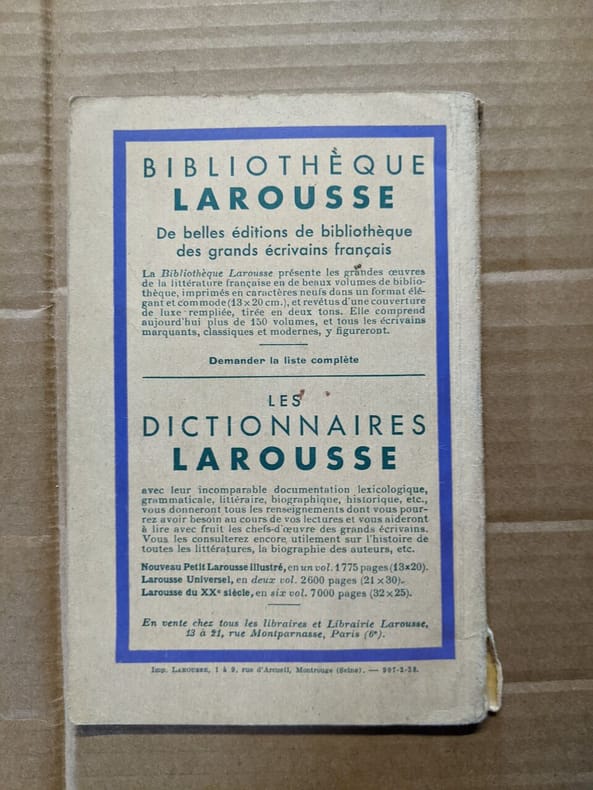 BIBLIOTHÈQUE
LAROUSSE
De belles éditions de bibliothèque
des grands écrivains français
La Bibliothèque Larousse présente les grandes œuvres
de la littérature française en de beaux volumes de biblio-
thèque, imprimés en caractères neufs dans un format élé-
gant et commode (13 × 20 cm.), et revêtus d'une couverture
de luxe rempliée, tirée en deux tons. Elle comprend
aujourd'hui plus de 150 volumes, et tous les écrivains
marquants, classiques et modernes, y figureront.
Demander la liste complète
LES
DICTIONNAIRES
LAROUSSE
avec leur incomparable documentation lexicologique,
grammaticale, littéraire, biographique, historique, etc.,
vous donneront tous les renseignements dont vous pour-
rez avoir besoin au cours de vos lectures et vous aideront
à lire avec fruit les chefs-d'œuvre des grands écrivains.
Vous les consulterez encore utilement sur l'histoire de
toutes les littératures, la biographie des auteurs, etc.
Nouveau Petit Larousse illustré, en un vol. 1775 pages (13×20).
Larousse Universel, en deux vol. 2600 pages (21 × 30).
Larousse du XXe siècle, en six vol. 7000 pages (32 × 25).
En vente chez tous les libraires et Librairie Larousse,
13 à 21, rue Montparnasse, Paris (6e).
Imp. LAROUSSE, 1 à 9, rue d'Arcueil, Montrouge (Seine). — 907-3-38.